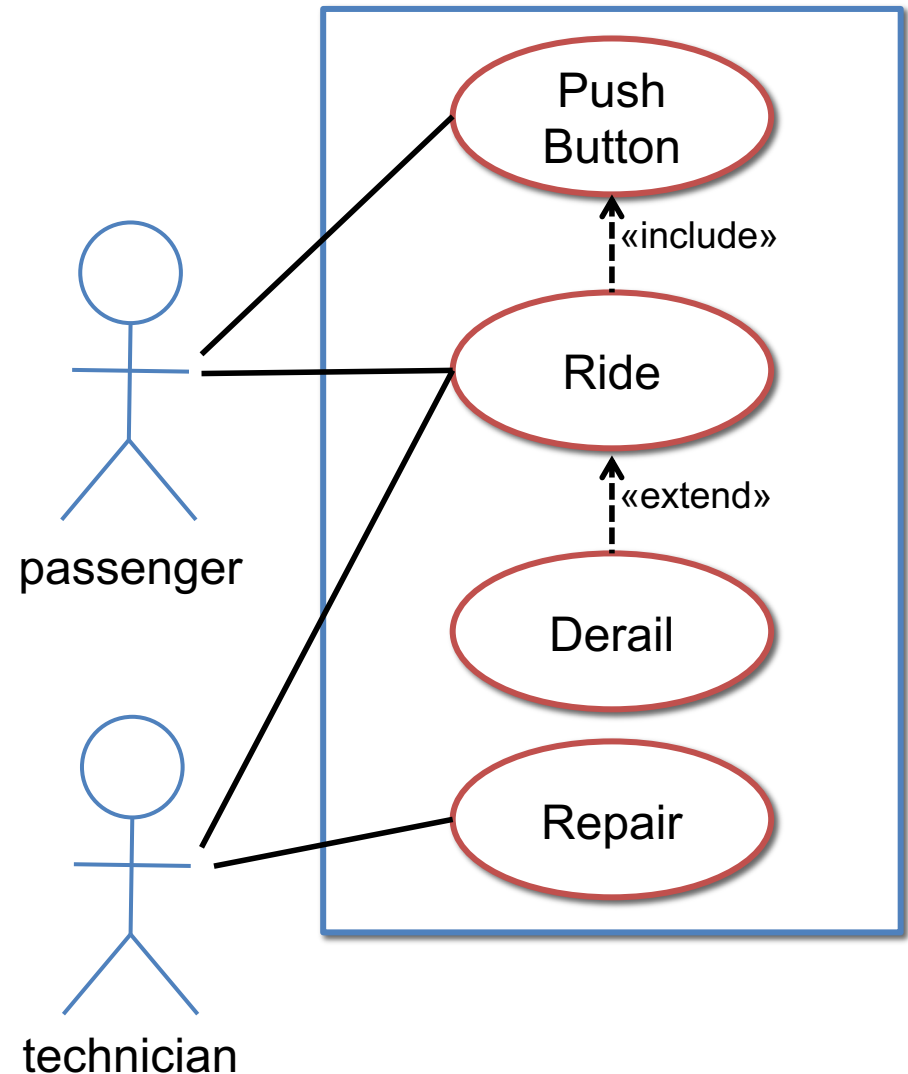 Push
Button
«include»
Ride
«extend»
passenger
Derail
Repair
technician